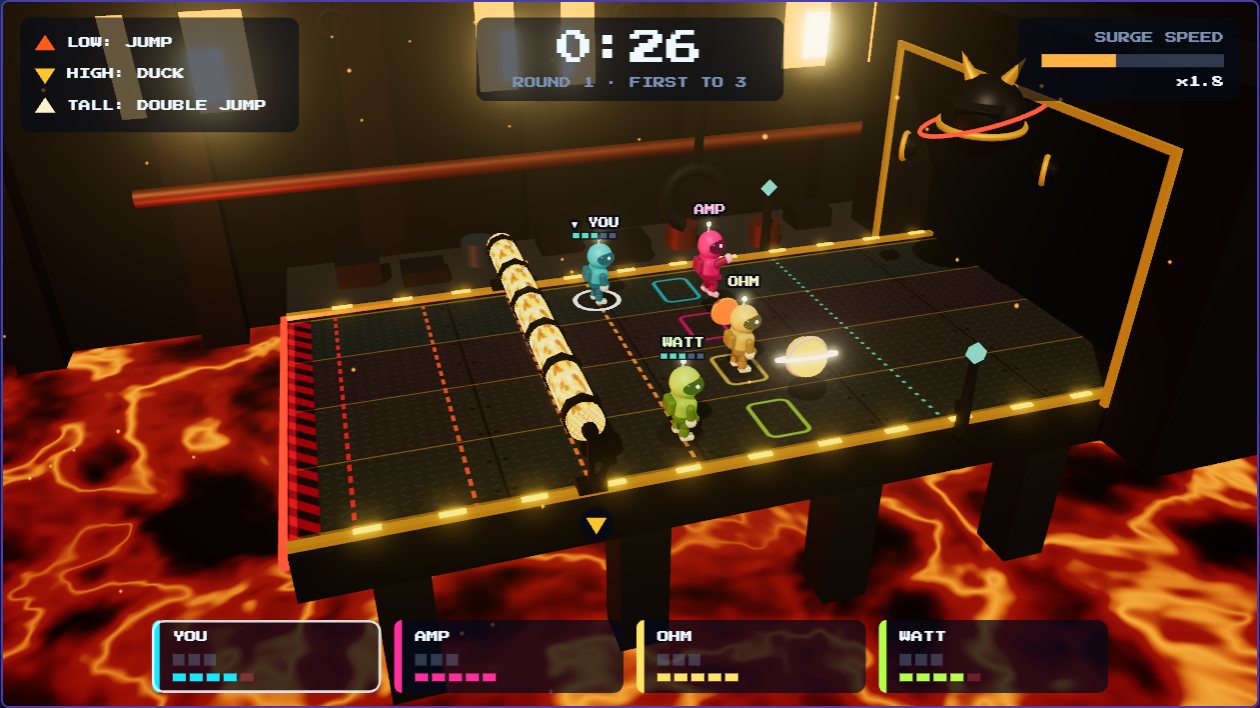 LOW: JUMP
HIGH: DUCK
TALL: DOUBLE JUMP
0:26
ROUND 1 · FIRST TO 3
SURGE SPEED
x1.8
YOU
AMP
OHM
WATT
YOU
AMP
OHM
WATT